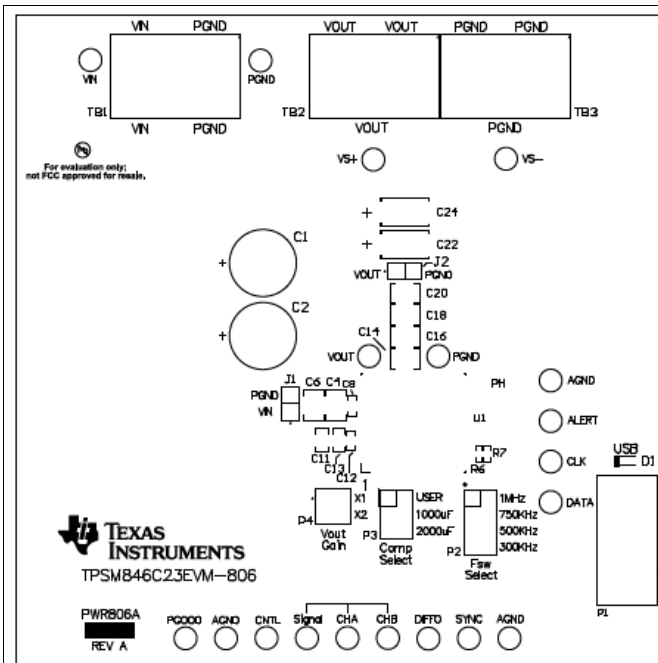 VIN PGND VOUT VOUT PGND PGND
VIN PGND
TB1 TB2 TB3
VIN PGND VOUT PGND
VS+ VS-
Pb
For evaluation only;
not FCC approved for resale.
C24
C1
C22
J2
VOUT PGND
C20
C2
C18
C14 C16
VOUT PGND
J1 C6 C4 C8
PH AGND
PGND
VIN
U1 ALERT
R7
USB
C11 D1
C13 R6 CLK
C12
P4 X1
X2
Vout
Gain
USER
1000uF
2000uF
P3
Comp
Select
1MHz
750KHz
500KHz
300KHz
P2
Fsw
Select
DATA
TEXAS
INSTRUMENTS
TPSM846C23EVM-806
P1
PWR806A
REV A
PGOOD AGND CNTL Signal CHA CHB DIFFO SYNC AGND